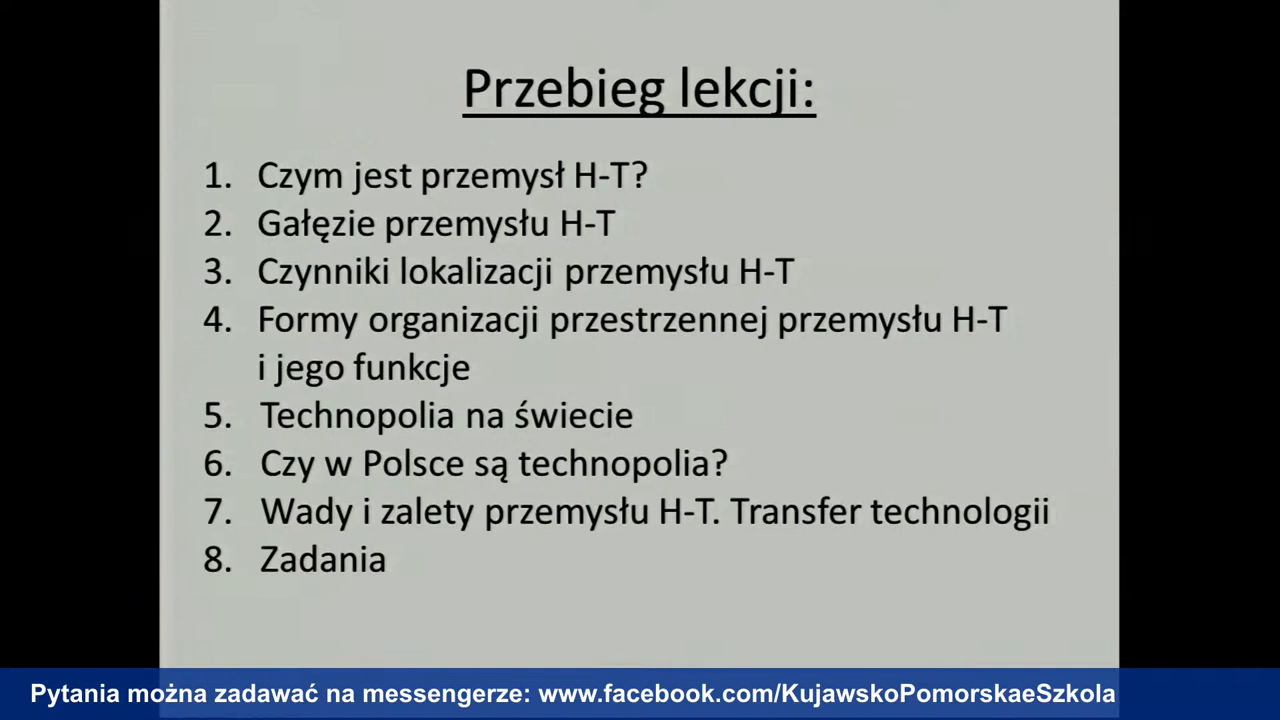 Przebieg lekcji:
1. Czym jest przemysł H-T?
2. Gałęzie przemysłu H-T
3. Czynniki lokalizacji przemysłu H-T
4. Formy organizacji przestrzennej przemysłu H-T
i jego funkcje
5. Technopolia na świecie
6. Czy w Polsce są technopolia?
7. Wady i zalety przemysłu H-T. Transfer technologii
8. Zadania
Pytania można zadawać na messengerze: www.facebook.com/KujawskoPomorskaeSzkola